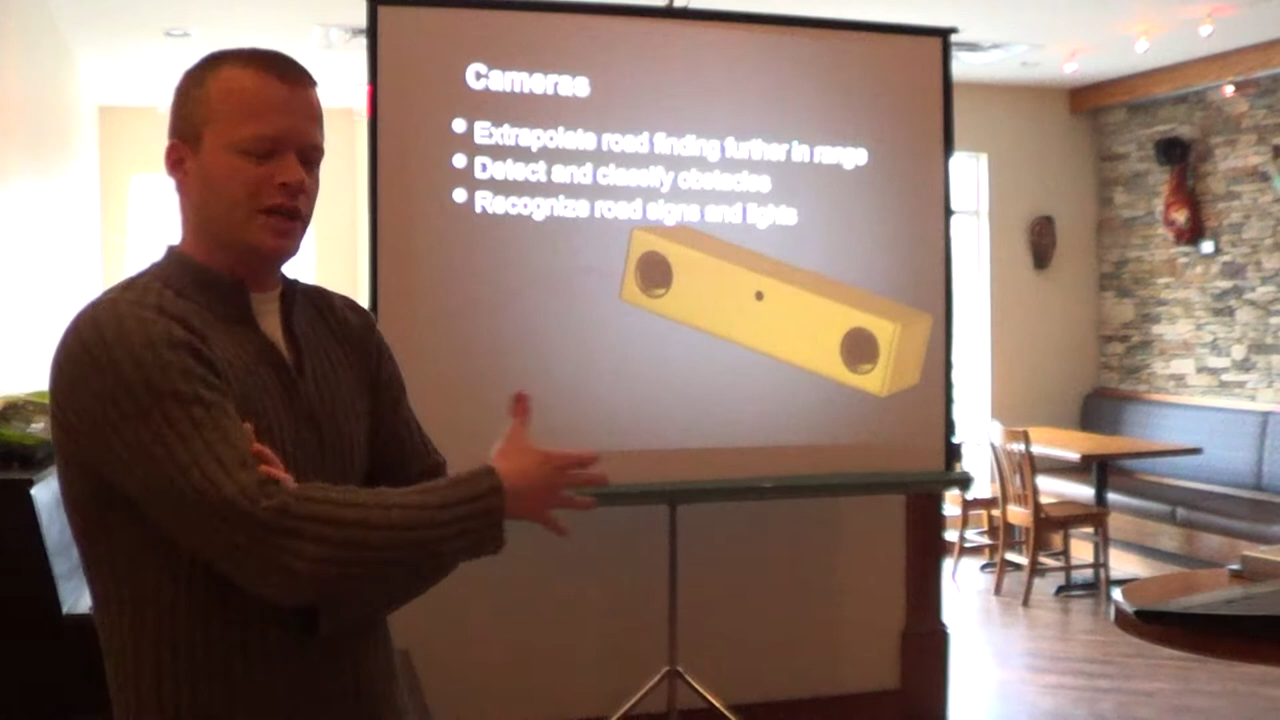 Cameras
• Extrapolate road finding further in range
• Detect and classify obstacles
• Recognize road signs and lights